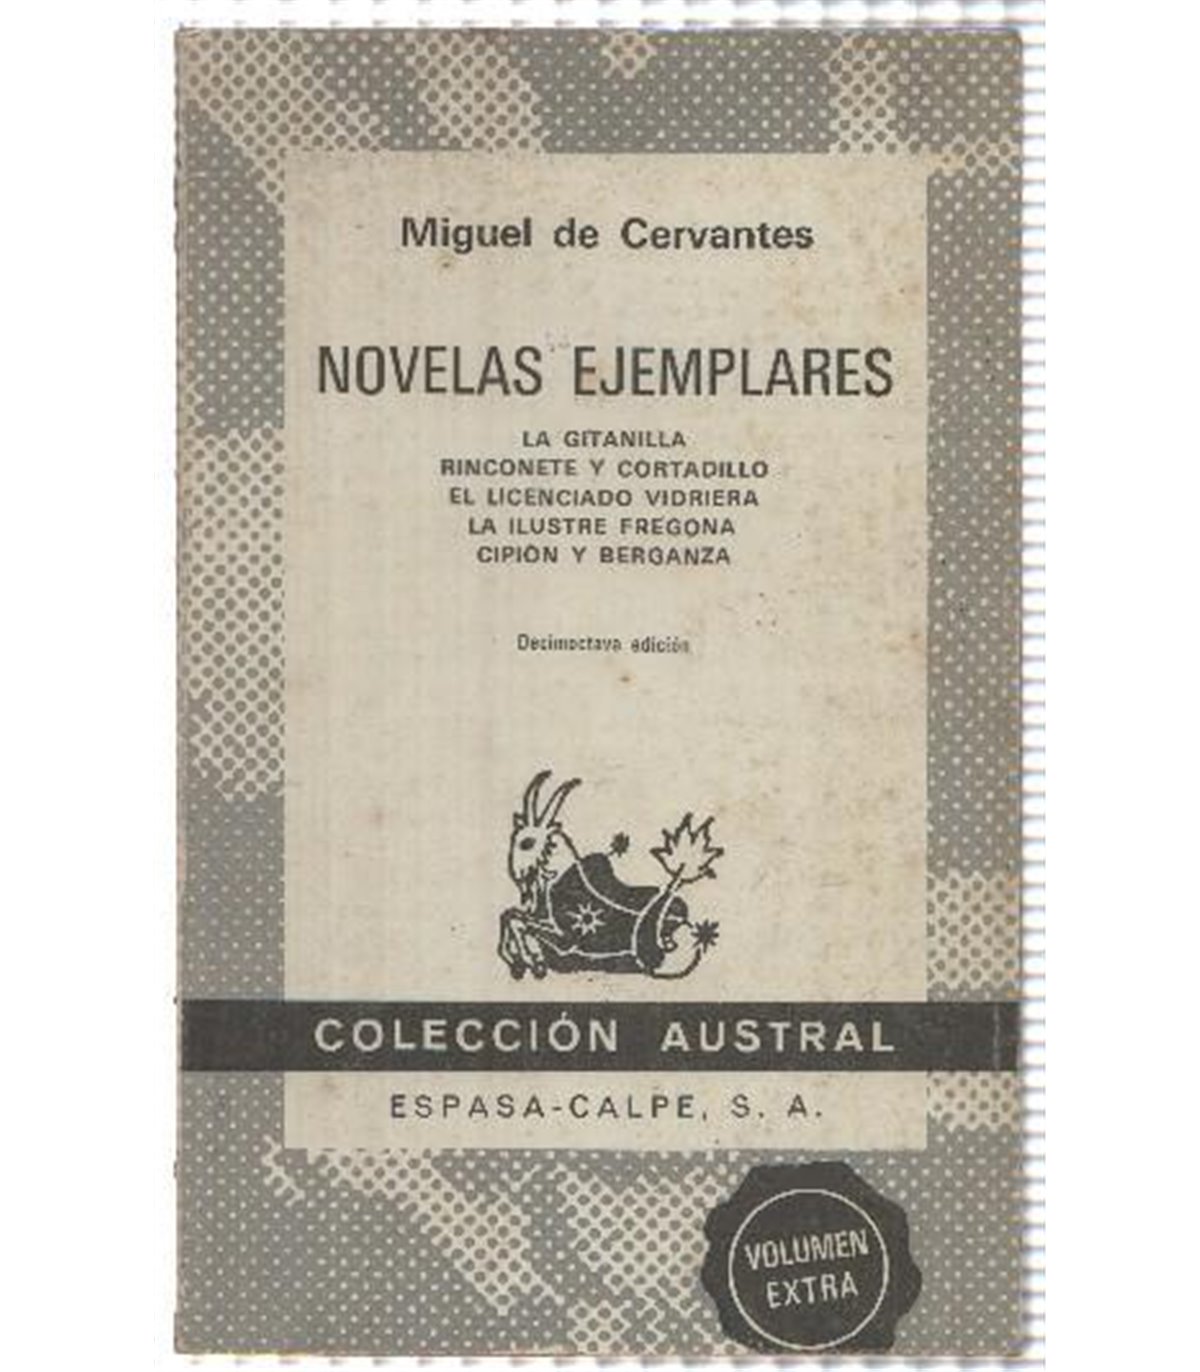 Miguel de Cervantes
NOVELAS EJEMPLARES
LA GITANILLA
RINCONETE Y CORTADILLO
EL LICENCIADO VIDRIERA
LA ILUSTRE FREGONA
CIPIÓN Y BERGANZA
Decimoctava edición
COLECCIÓN AUSTRAL
ESPASA-CALPE, S. A.
VOLUMEN
EXTRA